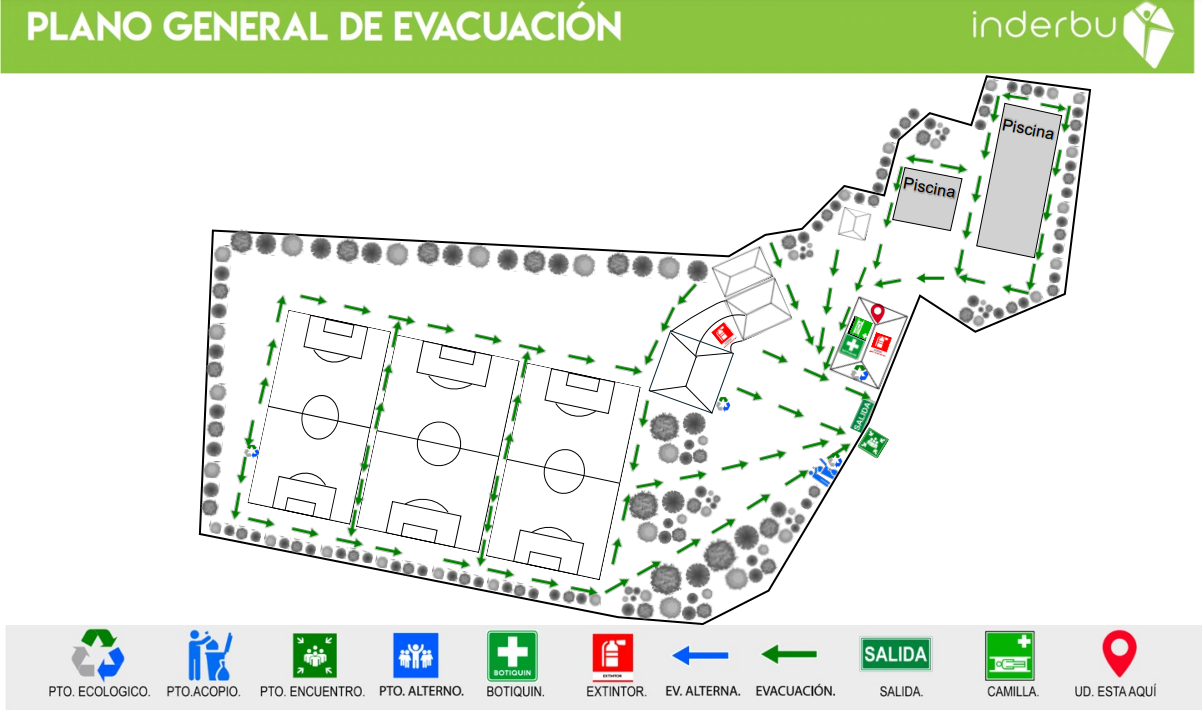 PLANO GENERAL DE EVACUACIÓN
inderbu
Piscina
Piscina
SALIDA
BOTIQUIN
EXTINTOR
SALIDA
PTO. ECOLOGICO.
PTO.ACOPIO.
PTO. ENCUENTRO.
PTO. ALTERNO.
BOTIQUIN.
EXTINTOR.
EV. ALTERNA.
EVACUACIÓN.
SALIDA.
CAMILLA.
UD. ESTA AQUÍ